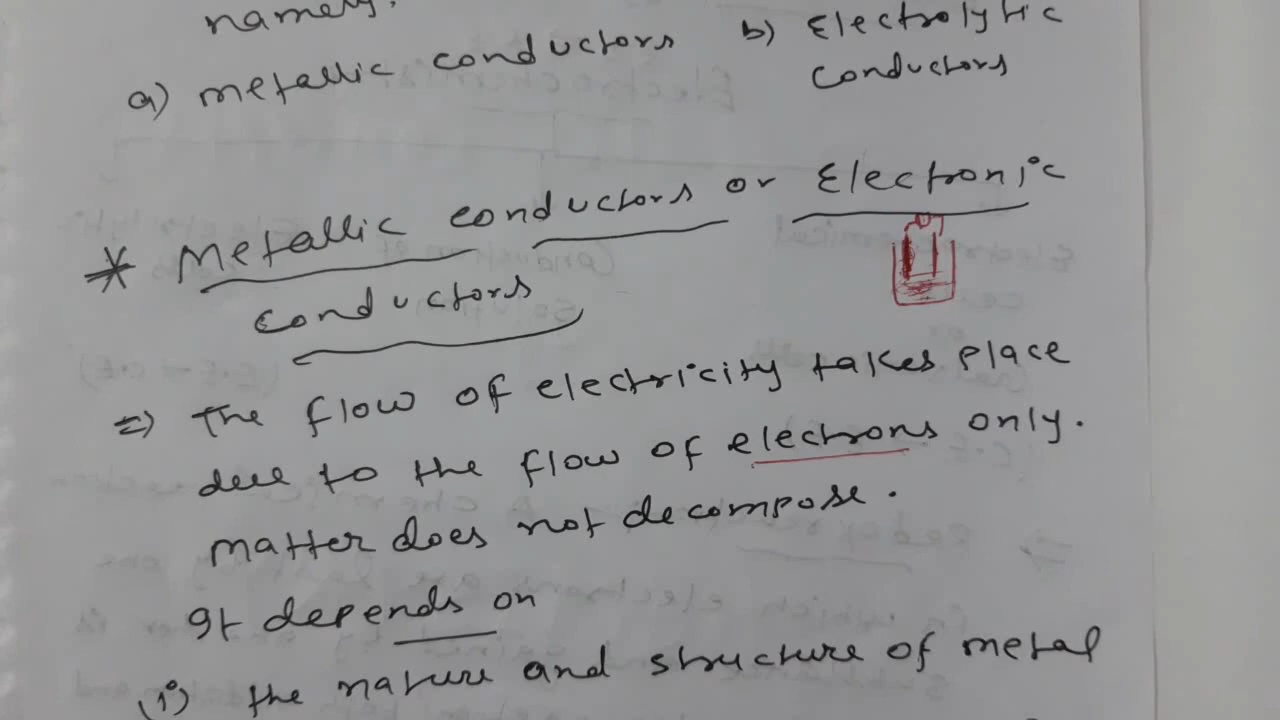 namely.
a) metallic conductors b) Electrolytic
conductors
* Metallic conductors or Electronic
conductors
=) The flow of electricity takes place
due to the flow of electrons only.
matter does not decompose.
It depends on
(i) the nature and structure of metal